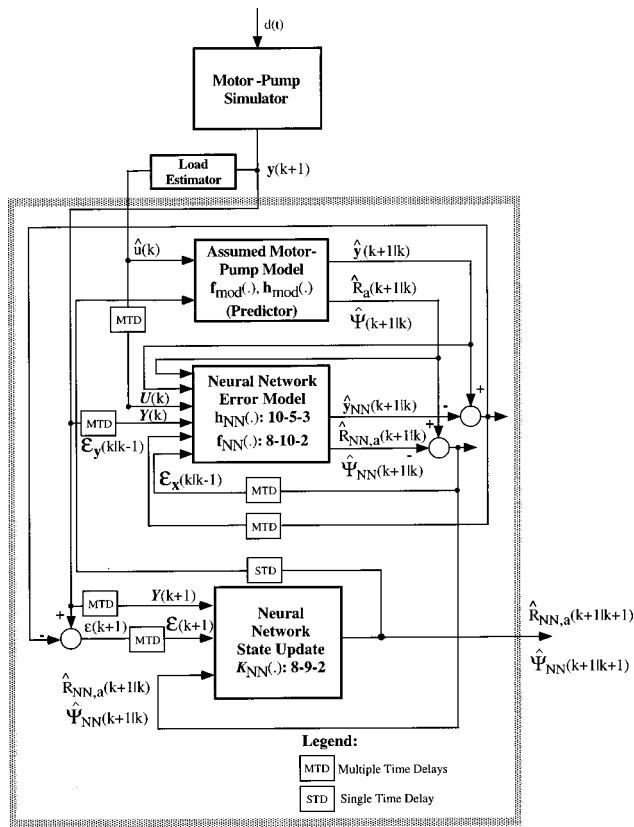 d(t)
Motor-Pump
Simulator
Load
Estimator
y(k+1)
û(k)
Assumed Motor-
Pump Model
f_mod(.), h_mod(.)
(Predictor)
ŷ(k+1|k)
R̂_a(k+1|k)
Ψ̂(k+1|k)
MTD
U(k)
Y(k)
MTD
ℰ_y(k|k-1)
Neural Network
Error Model
h_NN(.): 10-5-3
f_NN(.): 8-10-2
ŷ_NN(k+1|k)
R̂_NN,a(k+1|k)
Ψ̂_NN(k+1|k)
+
-
+
-
ℰ_x(k|k-1)
MTD
MTD
STD
+
-
MTD
Y(k+1)
ε(k+1)
MTD
ℰ(k+1)
Neural
Network
State Update
K_NN(.): 8-9-2
R̂_NN,a(k+1|k)
Ψ̂_NN(k+1|k)
R̂_NN,a(k+1|k+1)
Ψ̂_NN(k+1|k+1)
Legend:
MTD Multiple Time Delays
STD Single Time Delay